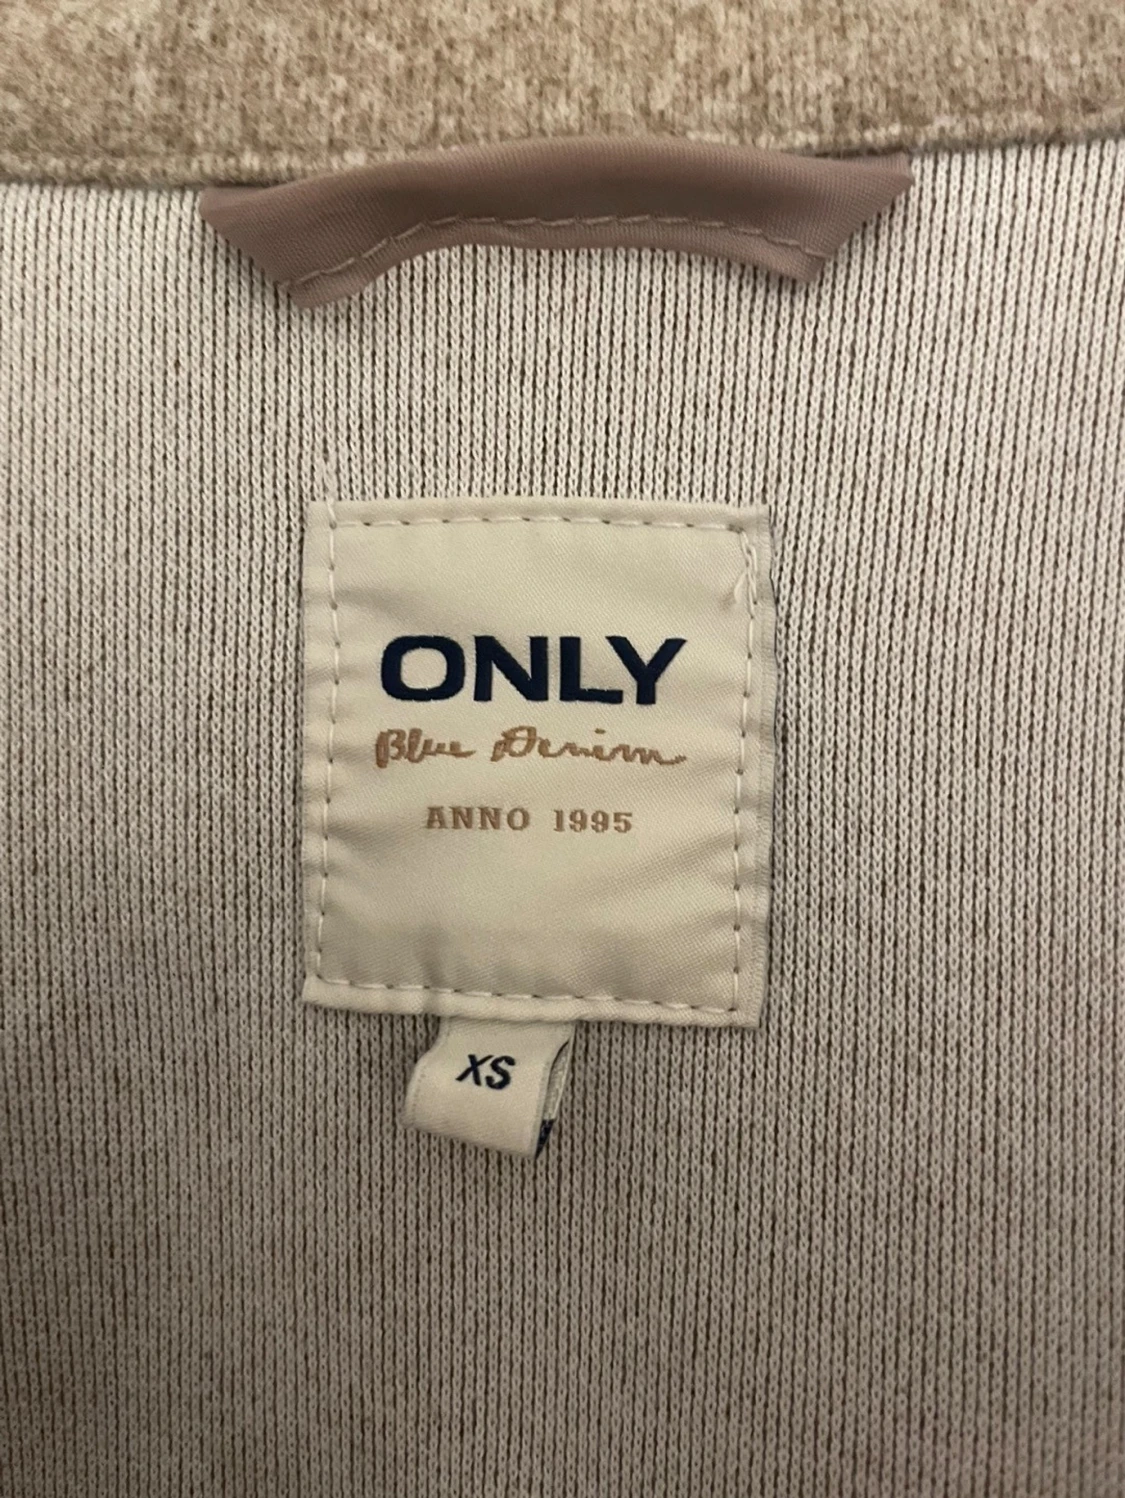 ONLY
Blue Denim
ANNO 1995
XS